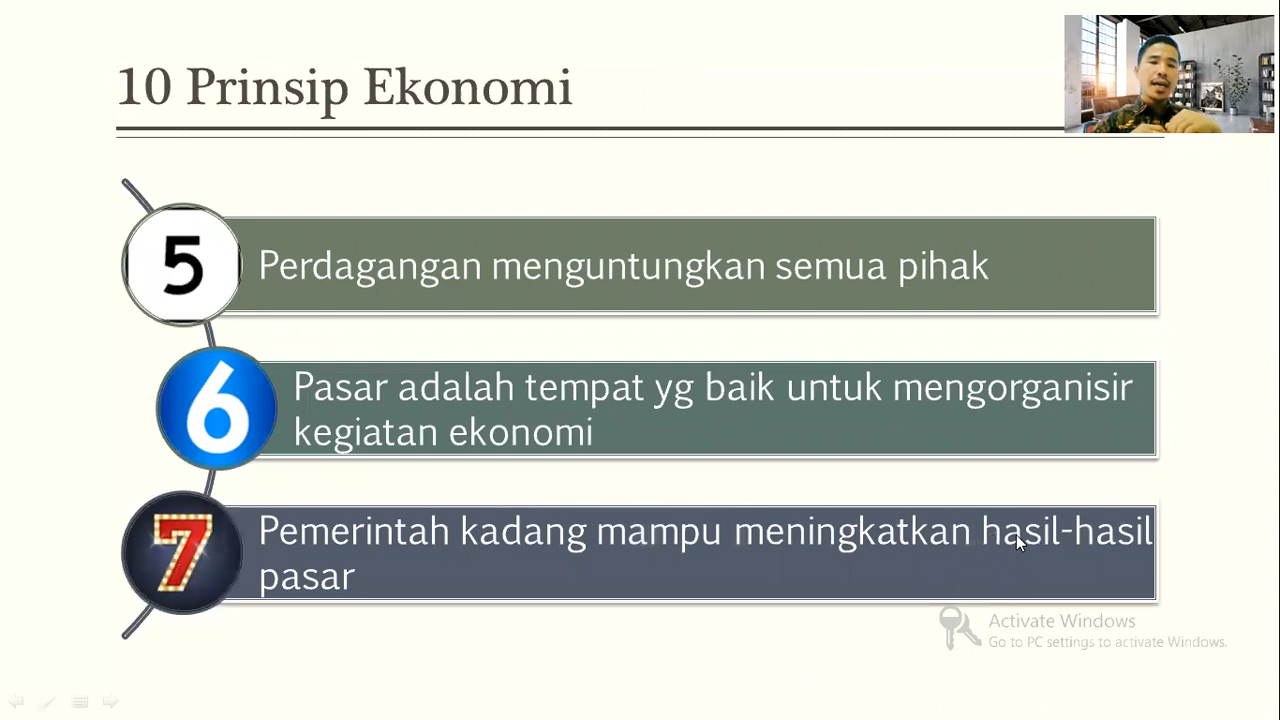 10 Prinsip Ekonomi
5
Perdagangan menguntungkan semua pihak
6
Pasar adalah tempat yg baik untuk mengorganisir
kegiatan ekonomi
7
Pemerintah kadang mampu meningkatkan hasil-hasil
pasar
Activate Windows
Go to PC settings to activate Windows.